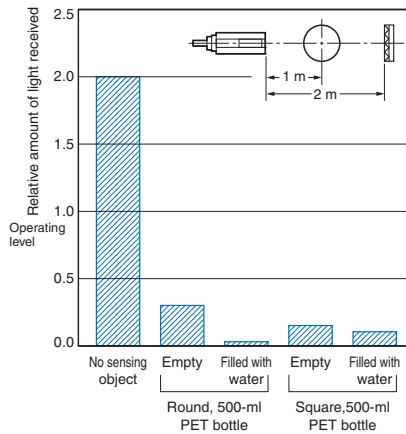 Relative amount of light received
Operating
level
2.5
2.0
1.5
1.0
0.5
0.0
1 m
2 m
No sensing
object
Empty
Filled with
water
Empty
Filled with
water
Round, 500-ml
PET bottle
Square,500-ml
PET bottle